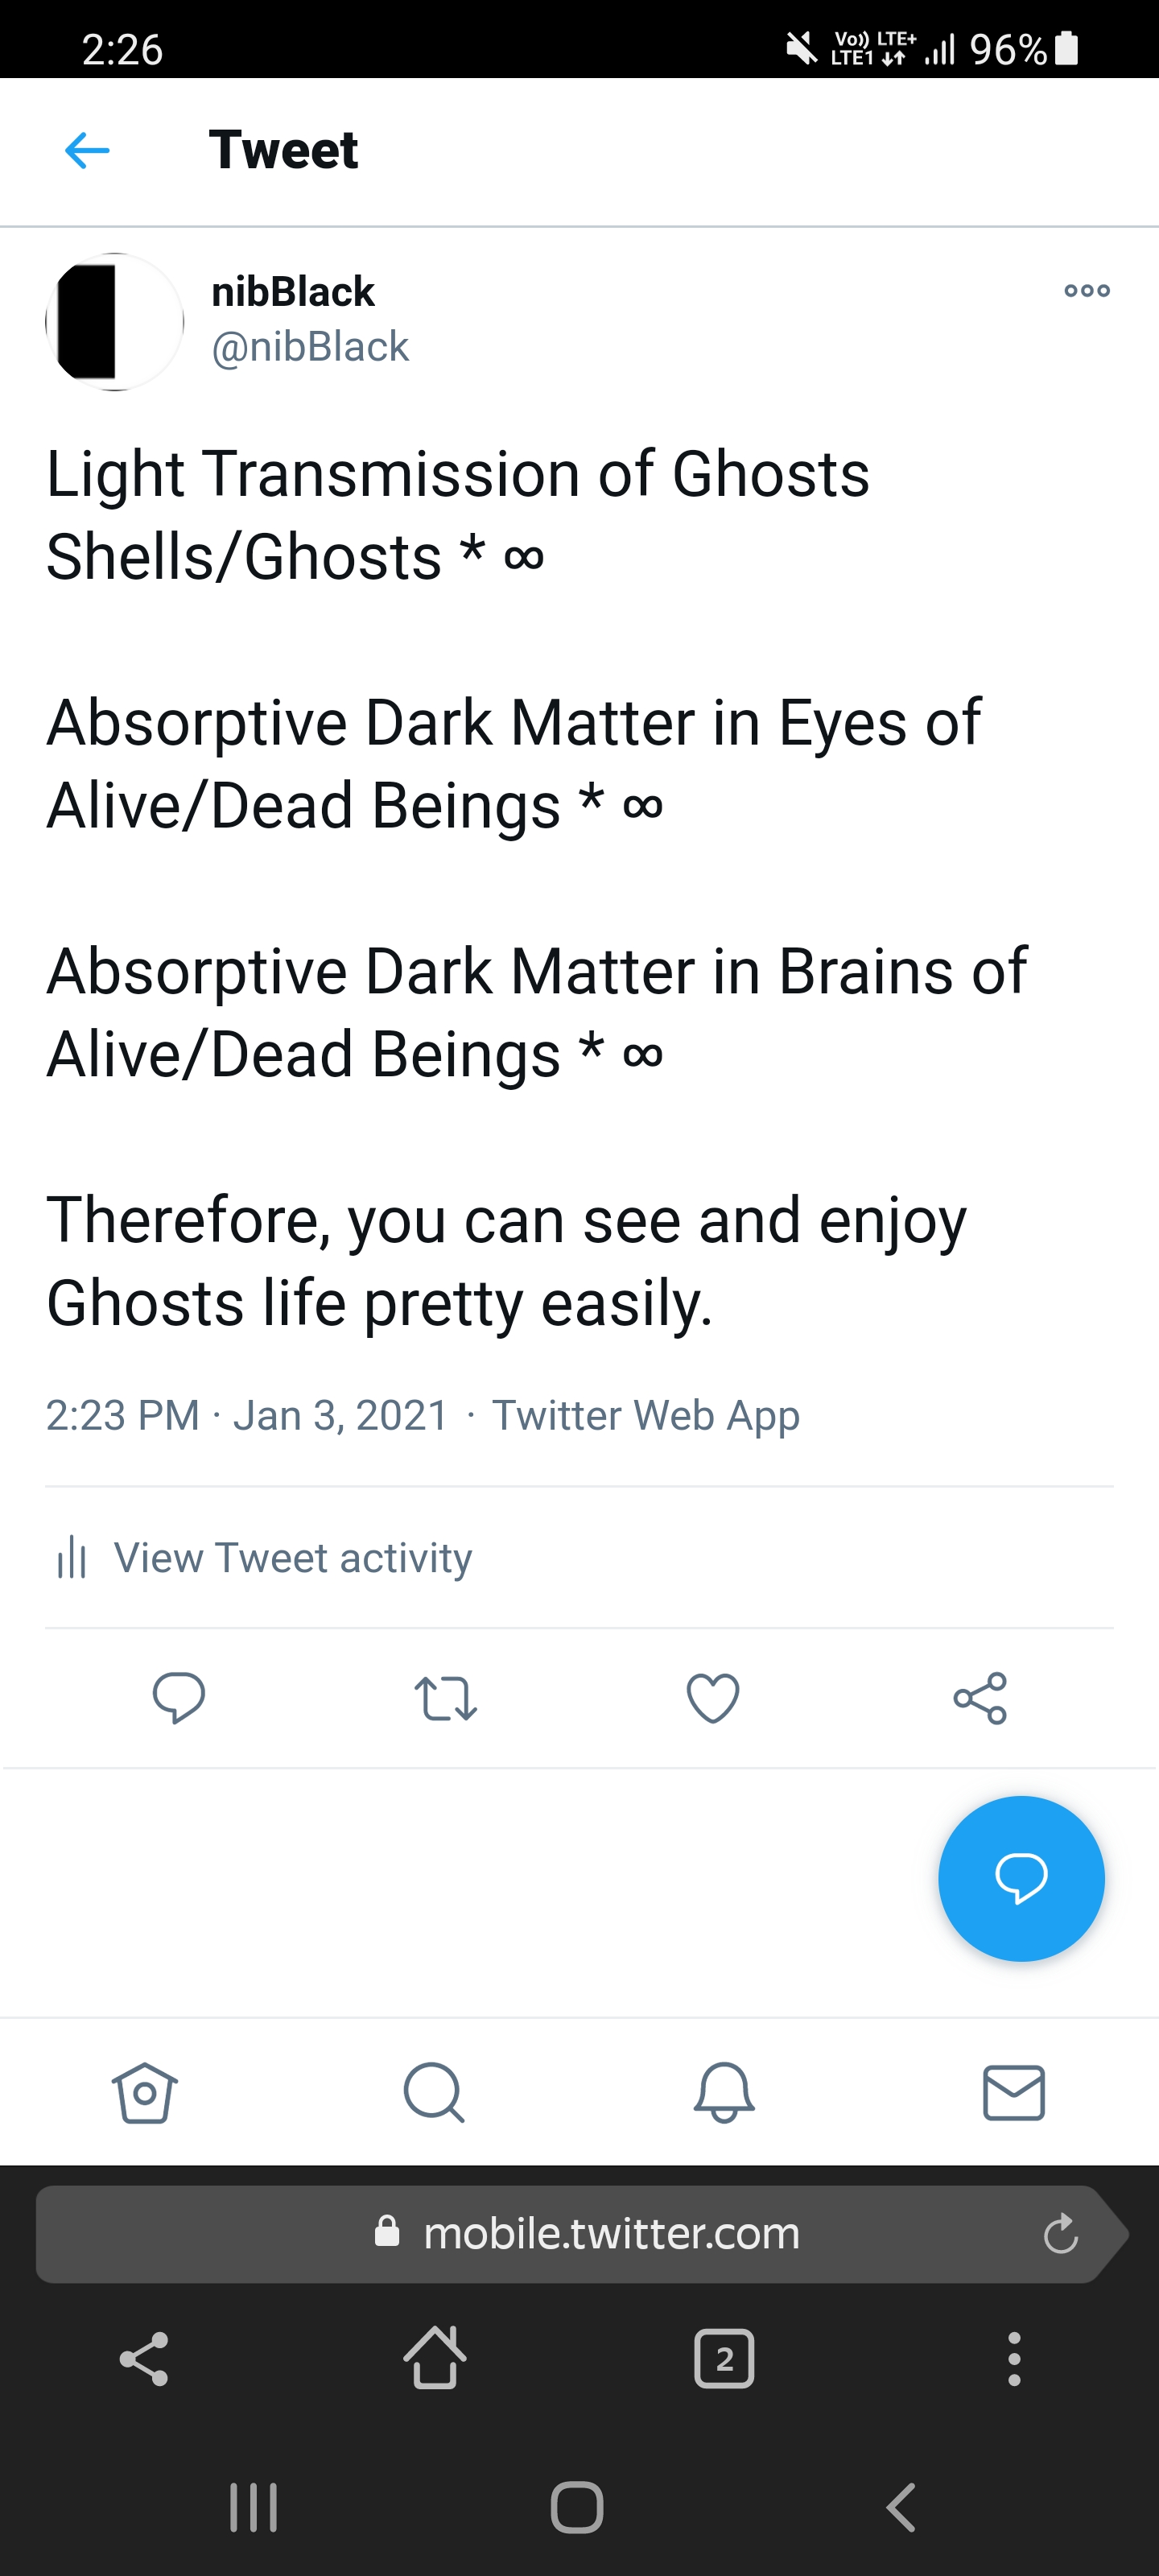 2:26 Vo)) LTE+ LTE1 96%
Tweet
nibBlack
@nibBlack
Light Transmission of Ghosts
Shells/Ghosts * ∞
Absorptive Dark Matter in Eyes of
Alive/Dead Beings * ∞
Absorptive Dark Matter in Brains of
Alive/Dead Beings * ∞
Therefore, you can see and enjoy
Ghosts life pretty easily.
2:23 PM · Jan 3, 2021 · Twitter Web App
View Tweet activity
mobile.twitter.com
2